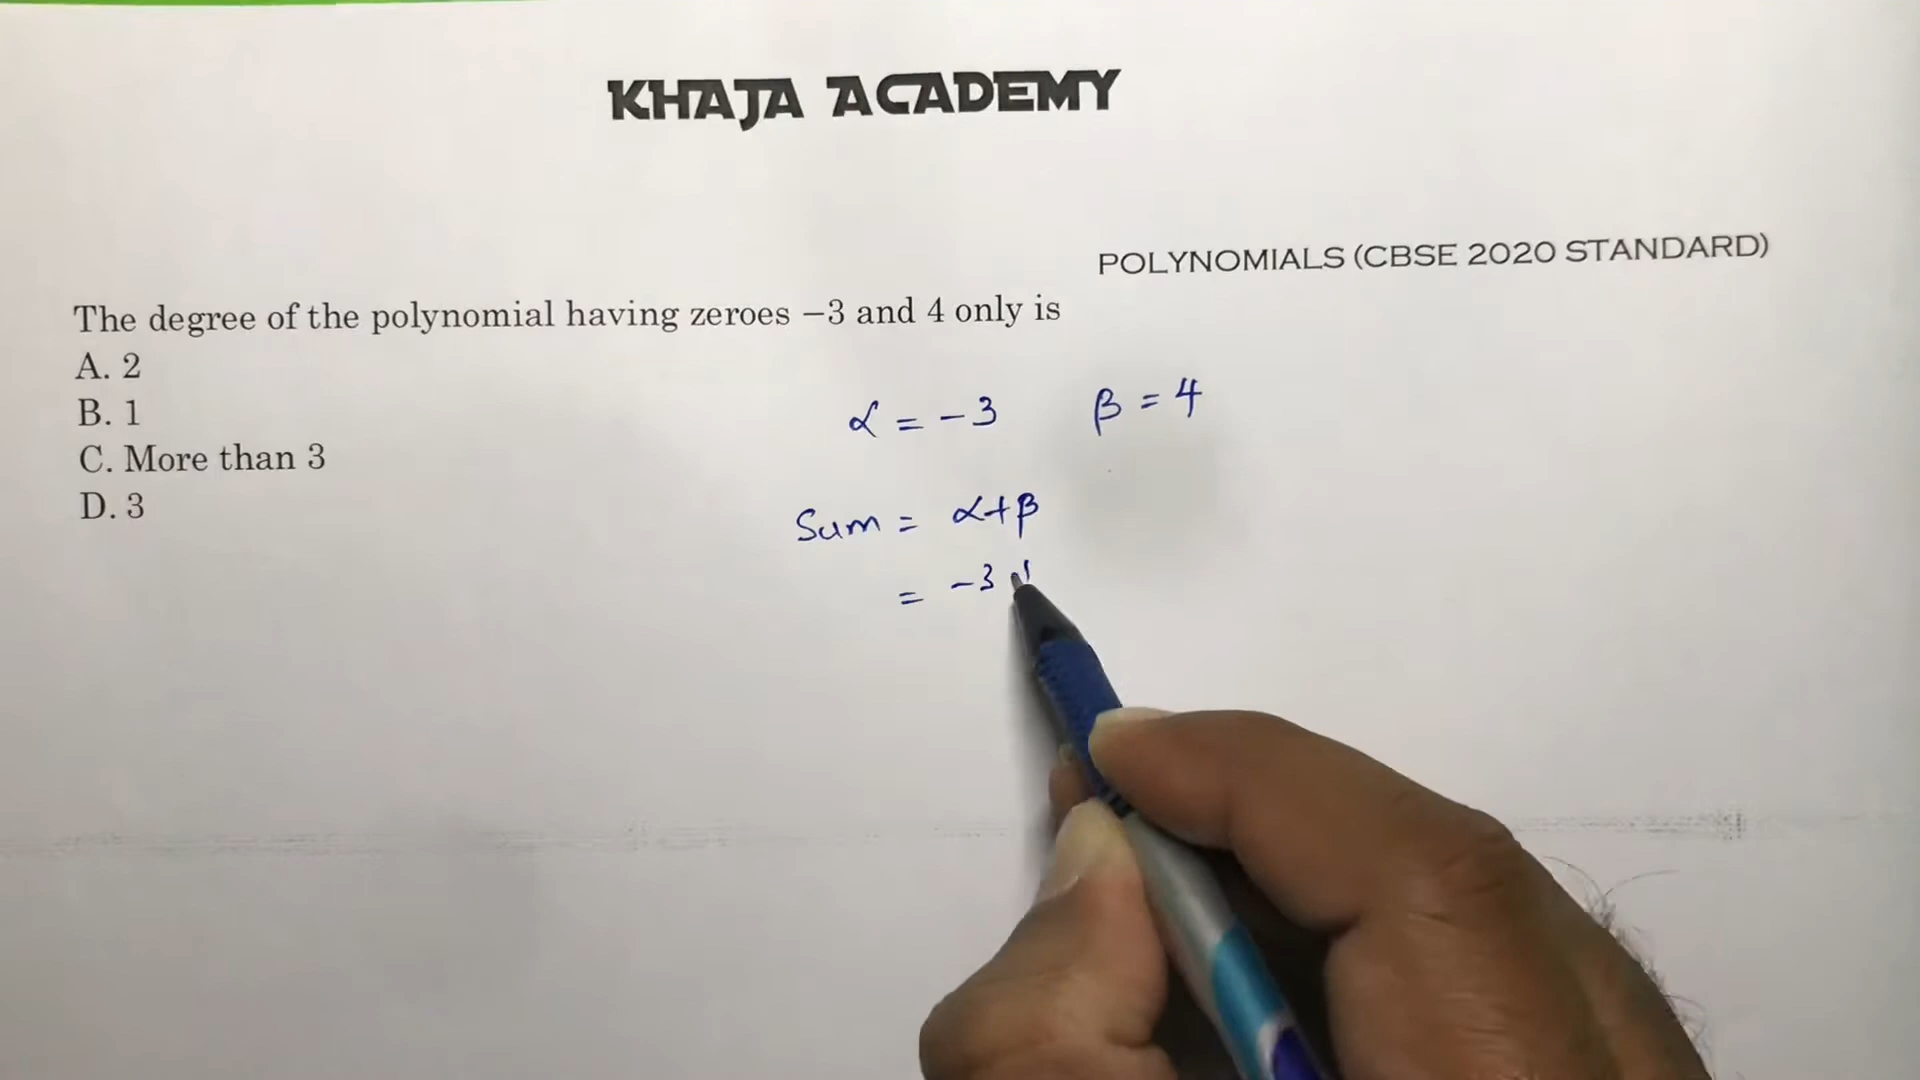 KHAJA ACADEMY
POLYNOMIALS (CBSE 2020 STANDARD)
The degree of the polynomial having zeroes −3 and 4 only is
A. 2
B. 1
C. More than 3
D. 3
α = −3 β = 4
Sum = α+β
= −3